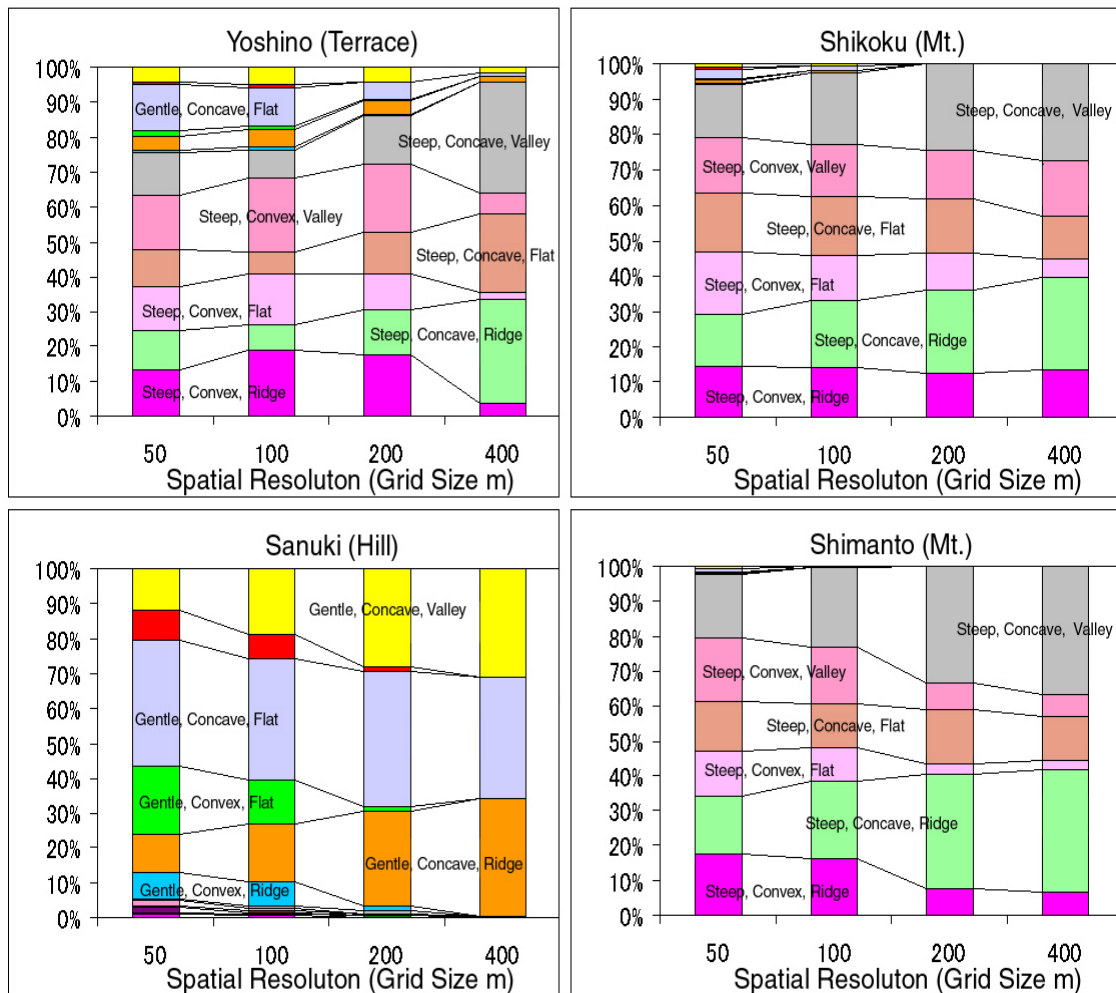 Yoshino (Terrace)
100%
90%
80%
70%
60%
50%
40%
30%
20%
10%
0%
Gentle, Concave, Flat
Steep, Concave, Valley
Steep, Convex, Valley
Steep, Concave, Flat
Steep, Convex, Flat
Steep, Concave, Ridge
Steep, Convex, Ridge
50 100 200 400
Spatial Resoluton (Grid Size m)
Shikoku (Mt.)
100%
90%
80%
70%
60%
50%
40%
30%
20%
10%
0%
Steep, Concave, Valley
Steep, Convex, Valley
Steep, Concave, Flat
Steep, Convex, Flat
Steep, Concave, Ridge
Steep, Convex, Ridge
50 100 200 400
Spatial Resoluton (Grid Size m)
Sanuki (Hill)
100%
90%
80%
70%
60%
50%
40%
30%
20%
10%
0%
Gentle, Concave, Valley
Gentle, Concave, Flat
Gentle, Convex, Flat
Gentle, Concave, Ridge
Gentle, Convex, Ridge
50 100 200 400
Spatial Resoluton (Grid Size m)
Shimanto (Mt.)
100%
90%
80%
70%
60%
50%
40%
30%
20%
10%
0%
Steep, Concave, Valley
Steep, Convex, Valley
Steep, Concave, Flat
Steep, Convex, Flat
Steep, Concave, Ridge
Steep, Convex, Ridge
50 100 200 400
Spatial Resoluton (Grid Size m)